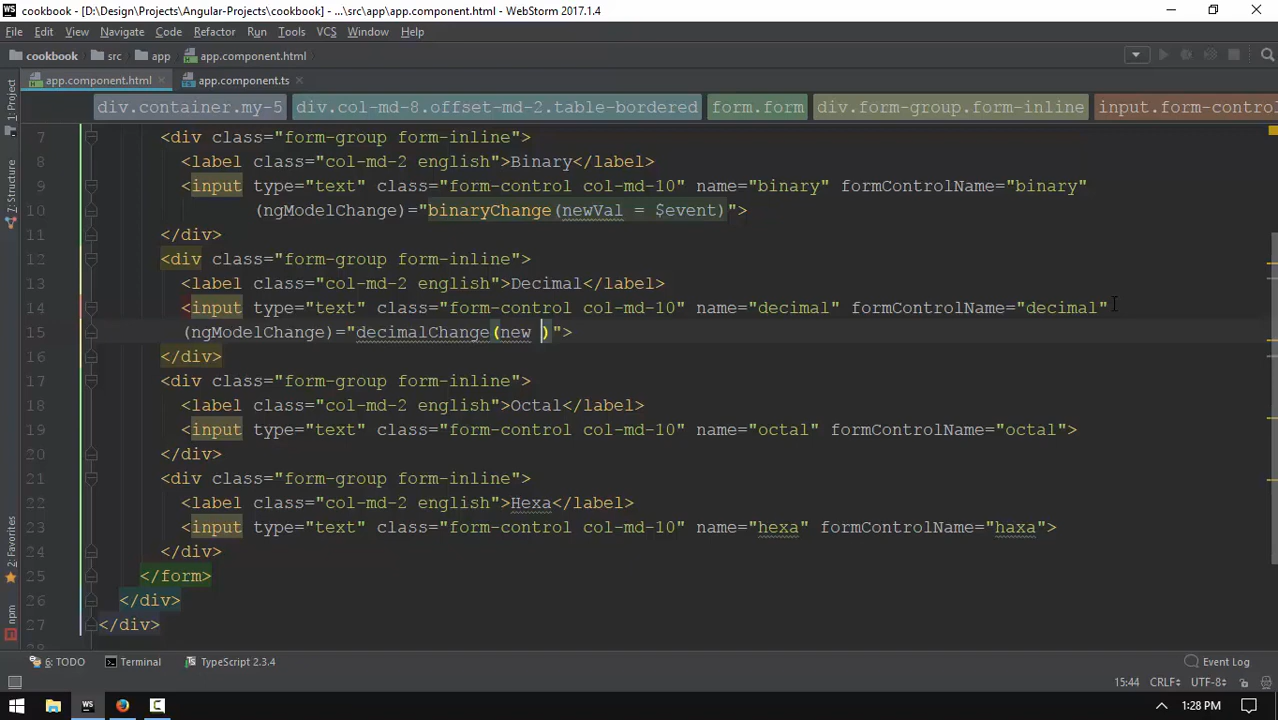 cookbook - [D:\Design\Projects\Angular-Projects\cookbook] - ...\src\app\app.component.html - WebStorm 2017.1.4
File Edit View Navigate Code Refactor Run Tools VCS Window Help
cookbook src app app.component.html
app.component.html app.component.ts
1: Project
7: Structure
2: Favorites
npm
div.container.my-5 div.col-md-8.offset-md-2.table-bordered form.form div.form-group.form-inline input.form-contro
7 <div class="form-group form-inline">
8 <label class="col-md-2 english">Binary</label>
9 <input type="text" class="form-control col-md-10" name="binary" formControlName="binary"
10 (ngModelChange)="binaryChange(newVal = $event)">
11 </div>
12 <div class="form-group form-inline">
13 <label class="col-md-2 english">Decimal</label>
14 <input type="text" class="form-control col-md-10" name="decimal" formControlName="decimal"
15 (ngModelChange)="decimalChange(new )">
16 </div>
17 <div class="form-group form-inline">
18 <label class="col-md-2 english">Octal</label>
19 <input type="text" class="form-control col-md-10" name="octal" formControlName="octal">
20 </div>
21 <div class="form-group form-inline">
22 <label class="col-md-2 english">Hexa</label>
23 <input type="text" class="form-control col-md-10" name="hexa" formControlName="haxa">
24 </div>
25 </form>
26 </div>
27 </div>
6: TODO Terminal TypeScript 2.3.4 Event Log
15:44 CRLF÷ UTF-8÷
WS 1:28 PM